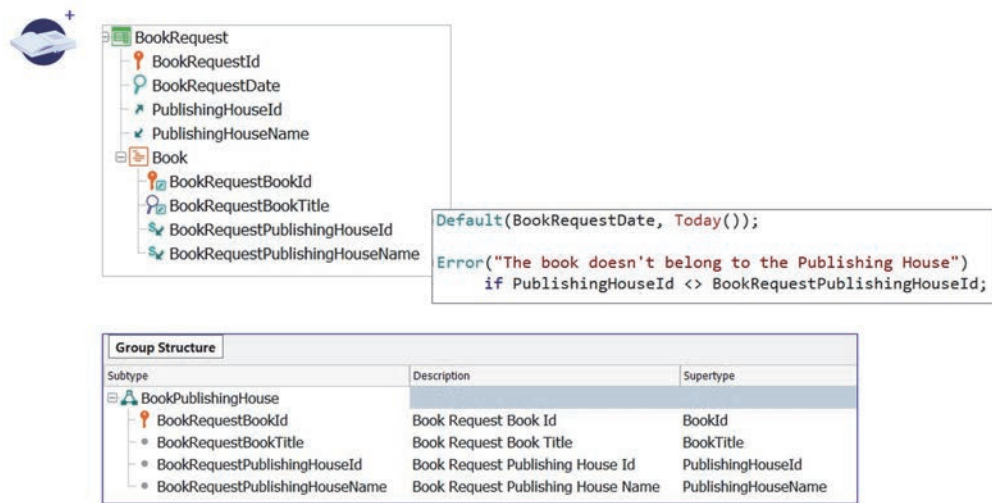 BookRequest
BookRequestId
BookRequestDate
PublishingHouseId
PublishingHouseName
Book
BookRequestBookId
BookRequestBookTitle
BookRequestPublishingHouseId
BookRequestPublishingHouseName
Default(BookRequestDate, Today());
Error("The book doesn't belong to the Publishing House")
if PublishingHouseId <> BookRequestPublishingHouseId;
Group Structure
Subtype Description Supertype
BookPublishingHouse
BookRequestBookId Book Request Book Id BookId
BookRequestBookTitle Book Request Book Title BookTitle
BookRequestPublishingHouseId Book Request Publishing House Id PublishingHouseId
BookRequestPublishingHouseName Book Request Publishing House Name PublishingHouseName